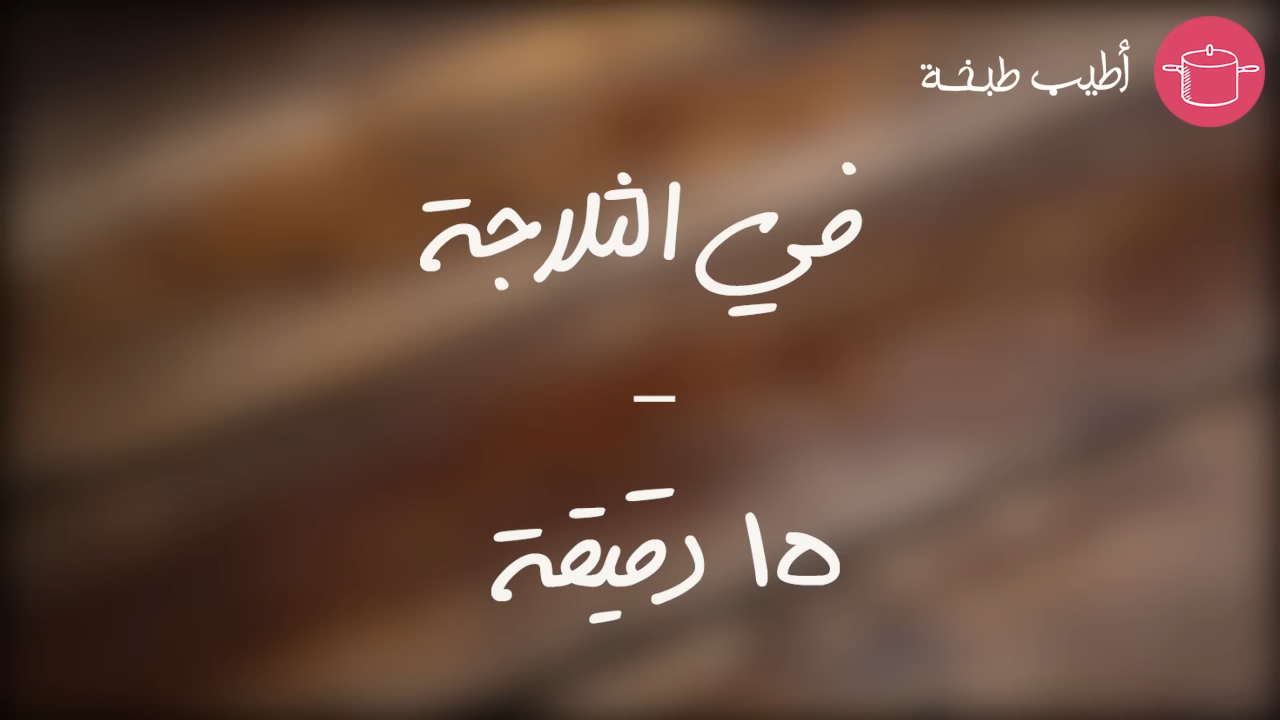 أطيب طبخة
في الثلاجة
–
١٥ دقيقة